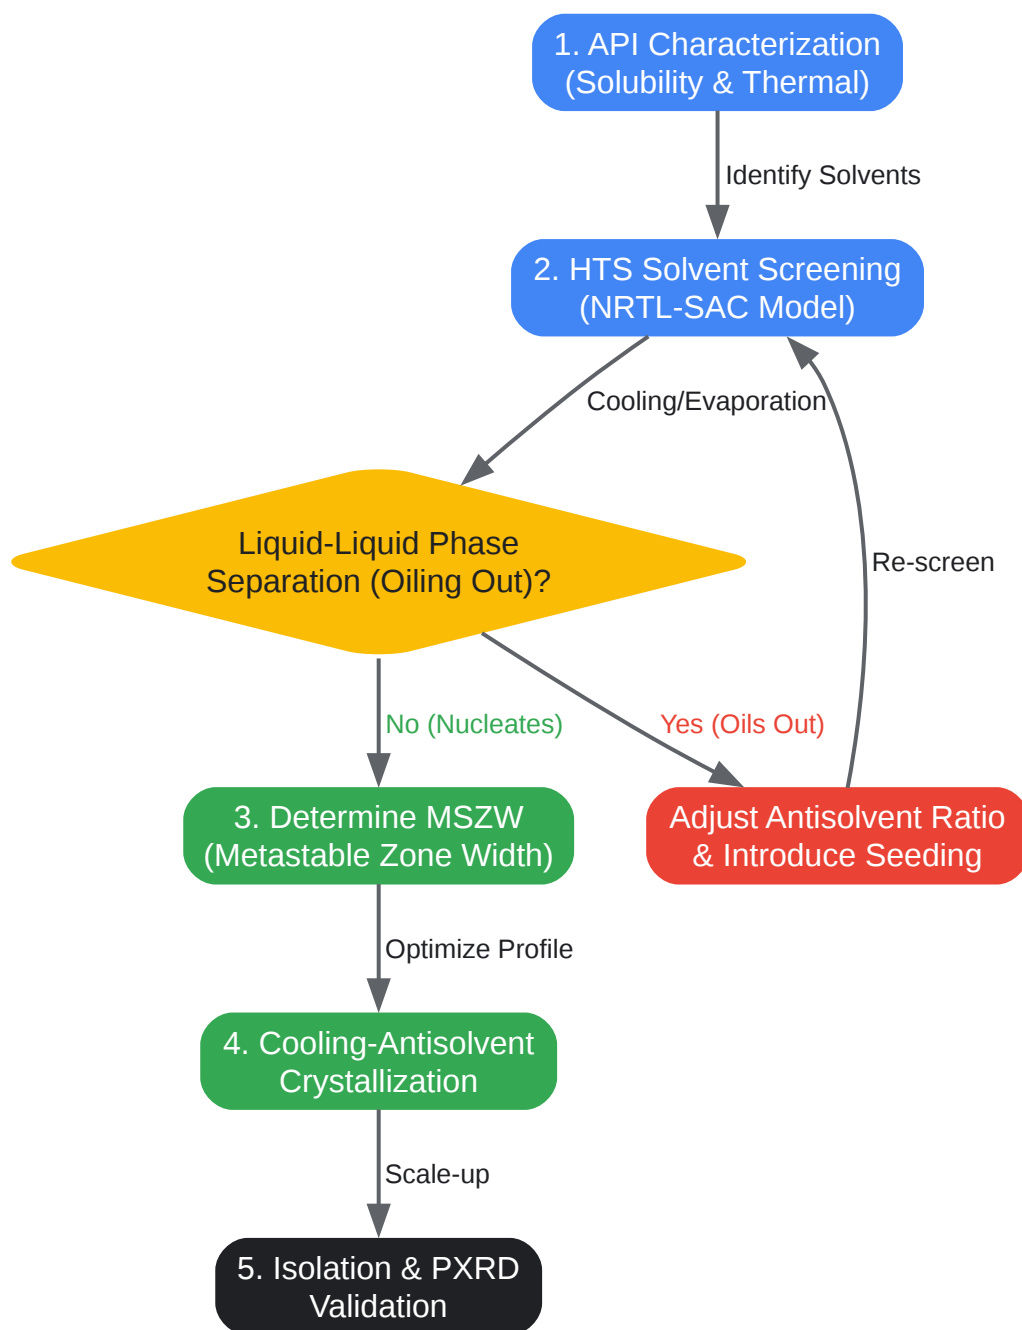 1. API Characterization
(Solubility & Thermal)
Identify Solvents
2. HTS Solvent Screening
(NRTL-SAC Model)
Cooling/Evaporation
Liquid-Liquid Phase
Separation (Oiling Out)?
Re-screen
No (Nucleates)
Yes (Oils Out)
3. Determine MSZW
(Metastable Zone Width)
Adjust Antisolvent Ratio
& Introduce Seeding
Optimize Profile
4. Cooling-Antisolvent
Crystallization
Scale-up
5. Isolation & PXRD
Validation